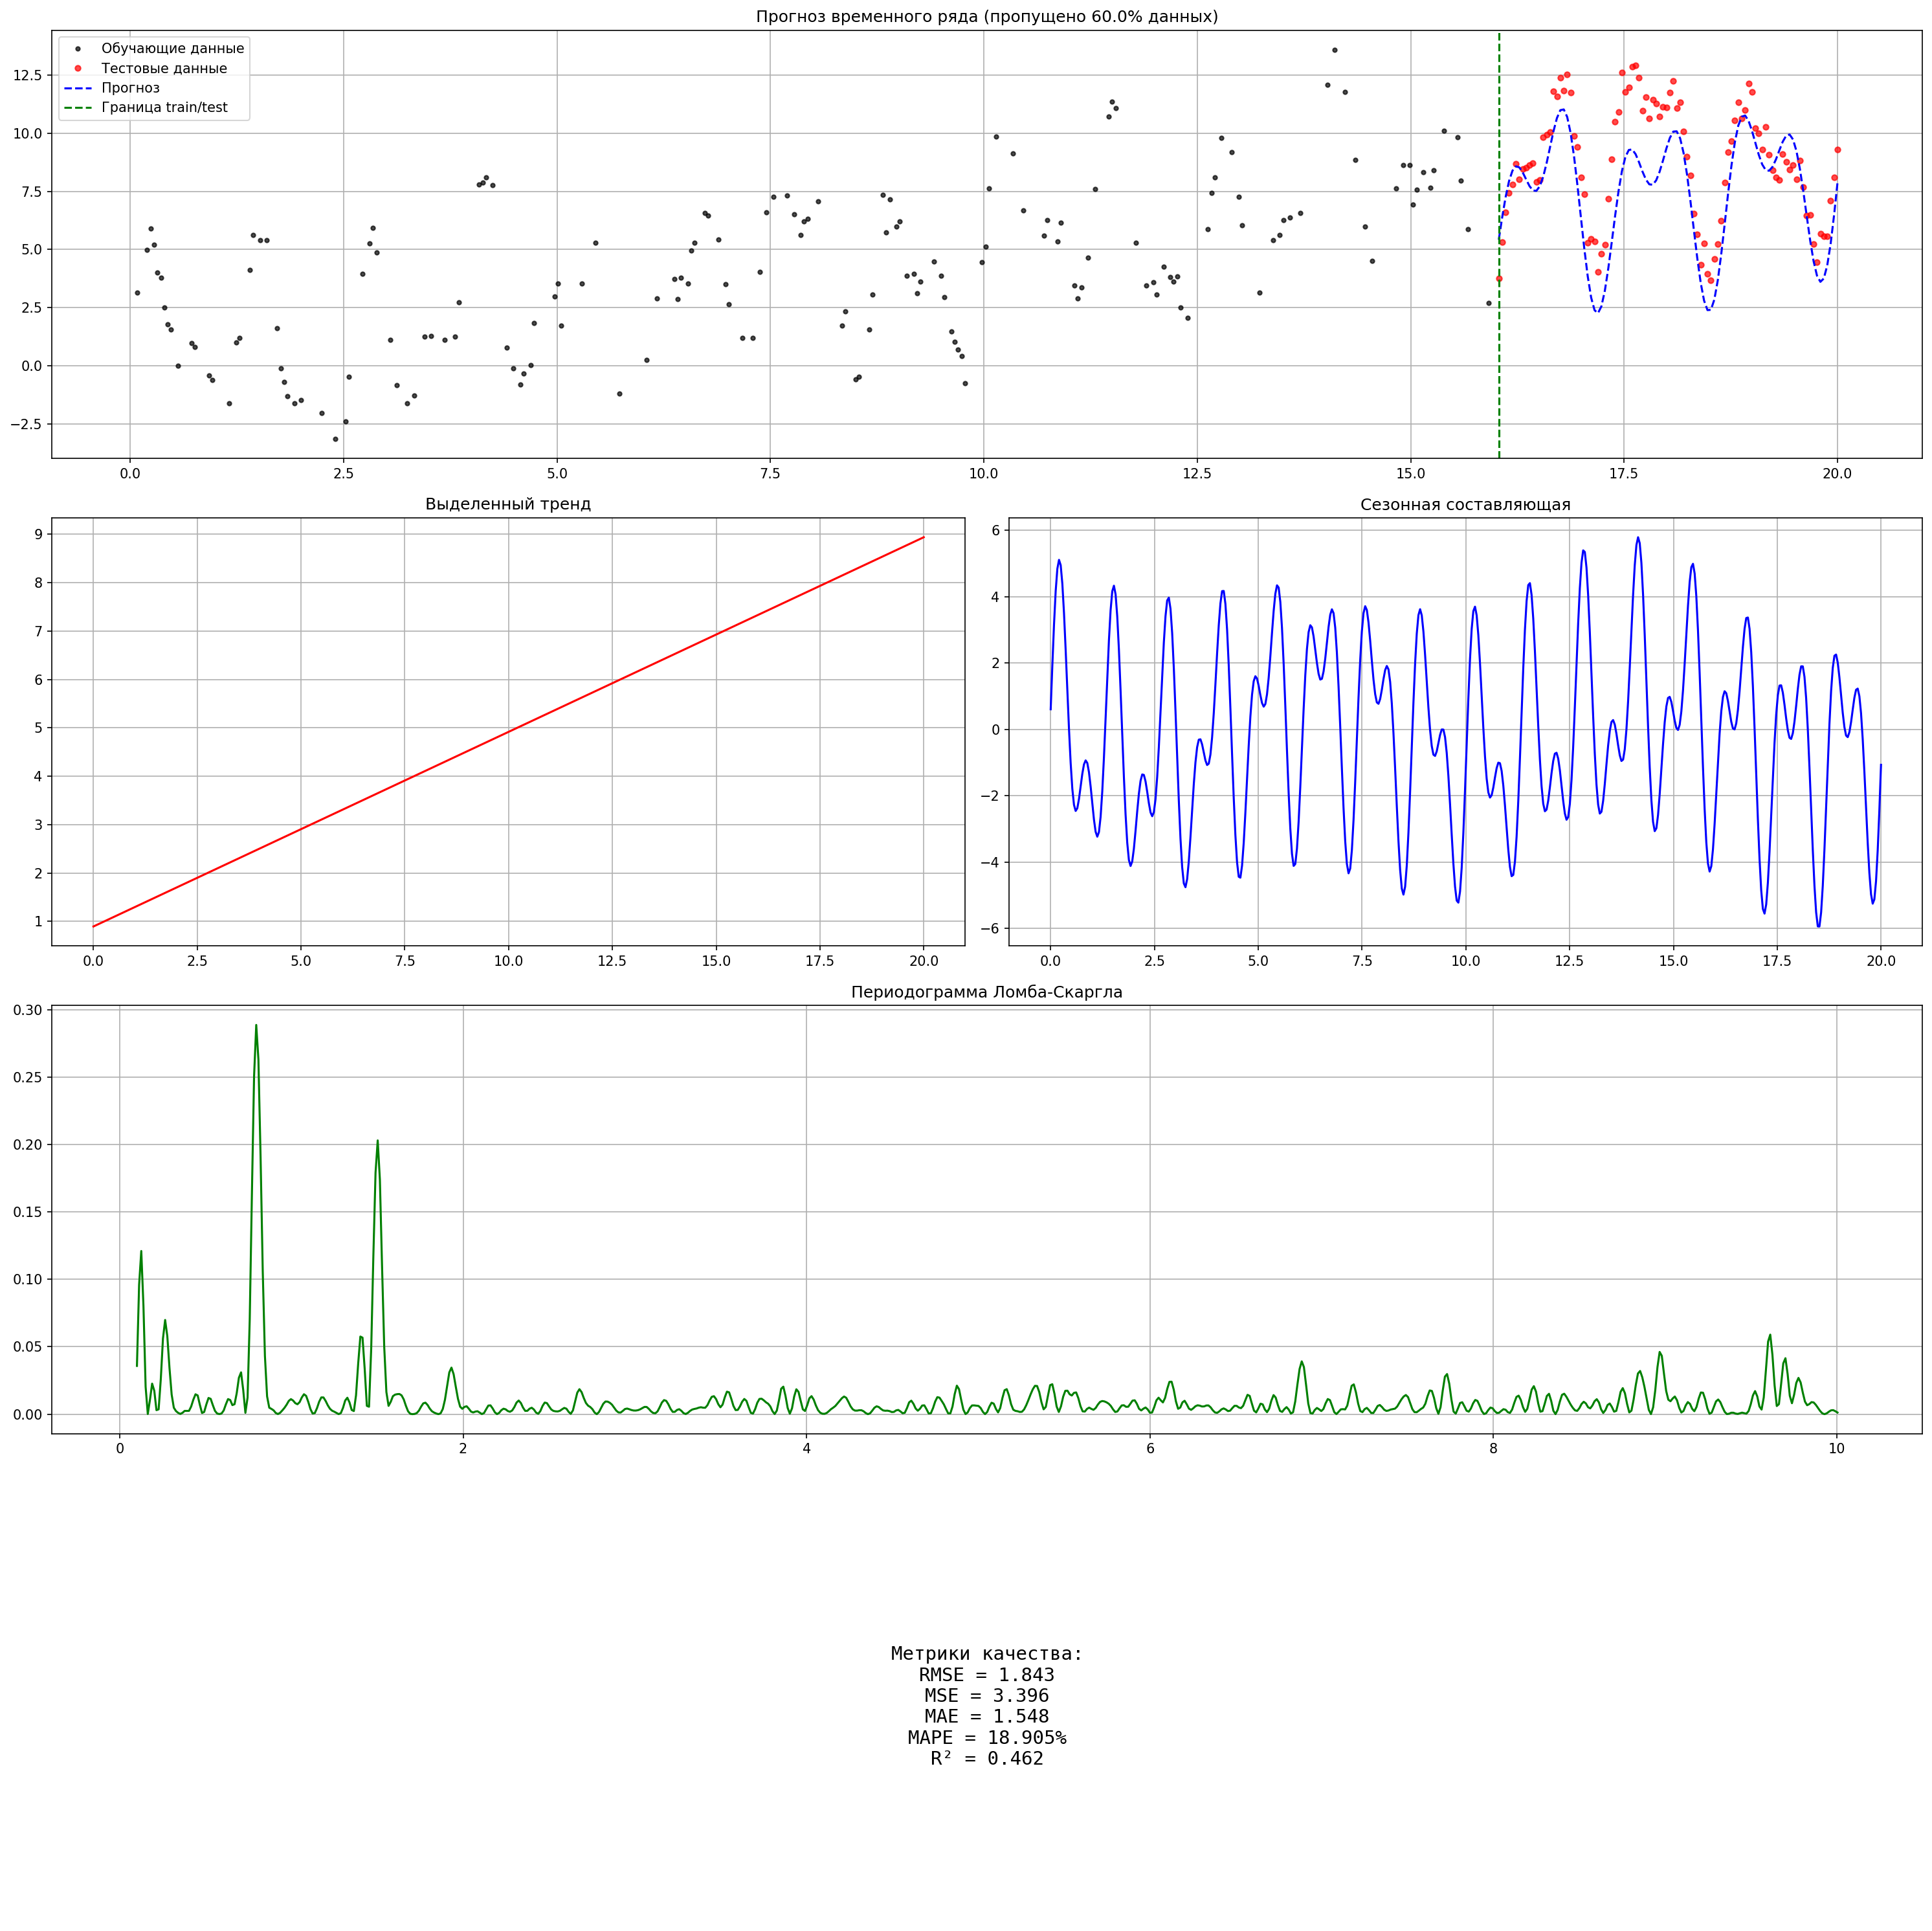 Прогноз временного ряда (пропущено 60.0% данных)
Обучающие данные
Тестовые данные
Прогноз
Граница train/test
12.5
10.0
7.5
5.0
2.5
0.0
−2.5
0.0 2.5 5.0 7.5 10.0 12.5 15.0 17.5 20.0
Выделенный тренд
9
8
7
6
5
4
3
2
1
0.0 2.5 5.0 7.5 10.0 12.5 15.0 17.5 20.0
Сезонная составляющая
6
4
2
0
−2
−4
−6
0.0 2.5 5.0 7.5 10.0 12.5 15.0 17.5 20.0
Периодограмма Ломба-Скаргла
0.30
0.25
0.20
0.15
0.10
0.05
0.00
0 2 4 6 8 10
Метрики качества:
RMSE = 1.843
MSE = 3.396
MAE = 1.548
MAPE = 18.905%
R² = 0.462